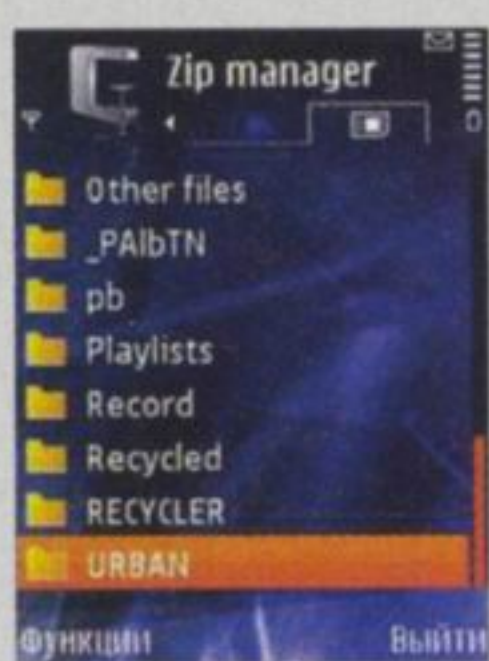 Zip manager
Other files
_PAlbTN
pb
Playlists
Record
Recycled
RECYCLER
URBAN
Функции
Выйти